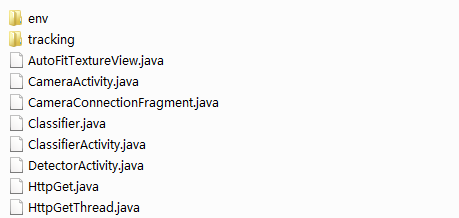 env
tracking
AutoFitTextureView.java
CameraActivity.java
CameraConnectionFragment.java
Classifier.java
ClassifierActivity.java
DetectorActivity.java
HttpGet.java
HttpGetThread.java